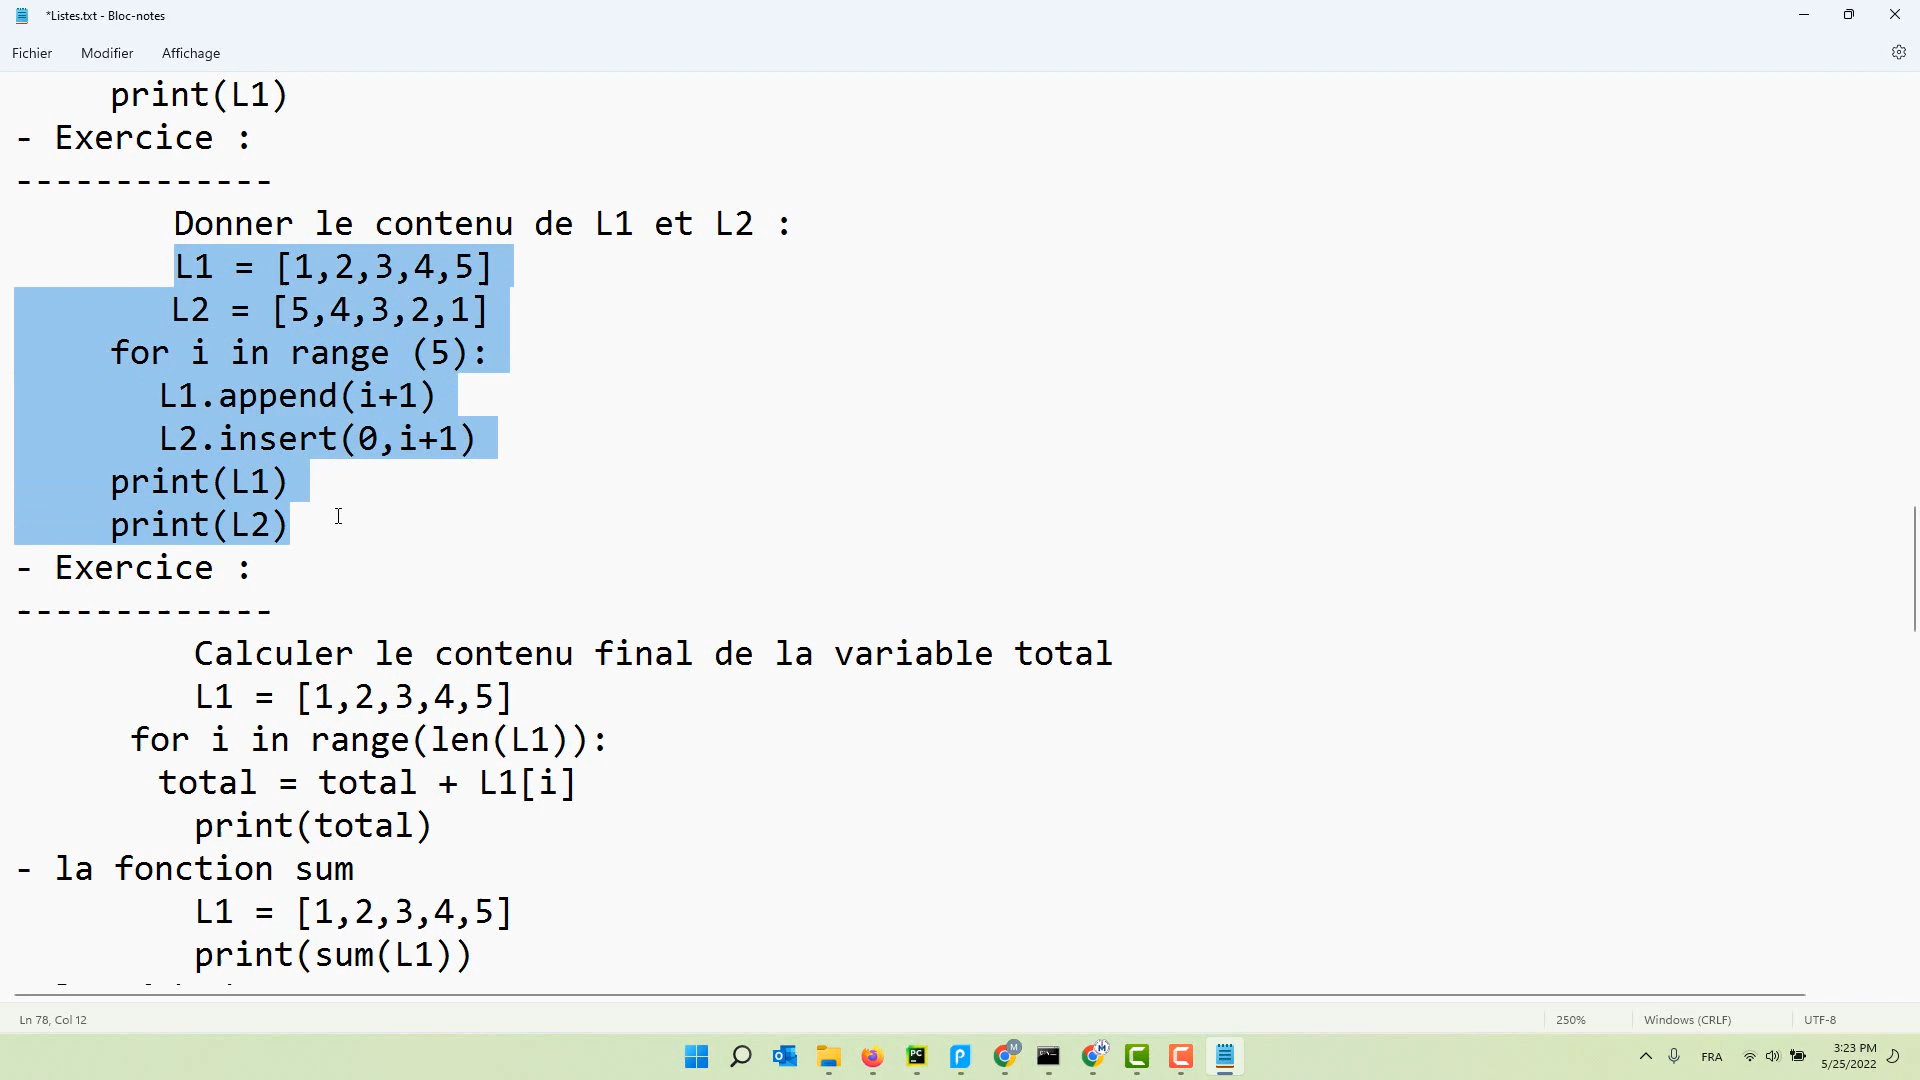 *Listes.txt - Bloc-notes
Fichier Modifier Affichage
print(L1)
- Exercice :
-------------
Donner le contenu de L1 et L2 :
L1 = [1,2,3,4,5]
L2 = [5,4,3,2,1]
for i in range (5):
L1.append(i+1)
L2.insert(0,i+1)
print(L1)
print(L2)
- Exercice :
-------------
Calculer le contenu final de la variable total
L1 = [1,2,3,4,5]
for i in range(len(L1)):
total = total + L1[i]
print(total)
- la fonction sum
L1 = [1,2,3,4,5]
print(sum(L1))
Ln 78, Col 12 250% Windows (CRLF) UTF-8
FRA
3:23 PM
5/25/2022